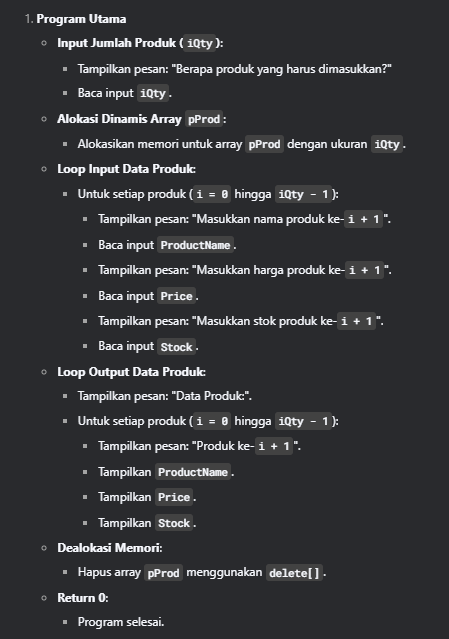 1. Program Utama
Input Jumlah Produk ( iQty ):
Tampilkan pesan: "Berapa produk yang harus dimasukkan?"
Baca input iQty .
Alokasi Dinamis Array pProd :
Alokasikan memori untuk array pProd dengan ukuran iQty .
Loop Input Data Produk:
Untuk setiap produk ( i = 0 hingga iQty - 1 ):
Tampilkan pesan: "Masukkan nama produk ke- i + 1 ".
Baca input ProductName .
Tampilkan pesan: "Masukkan harga produk ke- i + 1 ".
Baca input Price .
Tampilkan pesan: "Masukkan stok produk ke- i + 1 ".
Baca input Stock .
Loop Output Data Produk:
Tampilkan pesan: "Data Produk:".
Untuk setiap produk ( i = 0 hingga iQty - 1 ):
Tampilkan pesan: "Produk ke- i + 1 ".
Tampilkan ProductName .
Tampilkan Price .
Tampilkan Stock .
Dealokasi Memori:
Hapus array pProd menggunakan delete[] .
Return 0:
Program selesai.